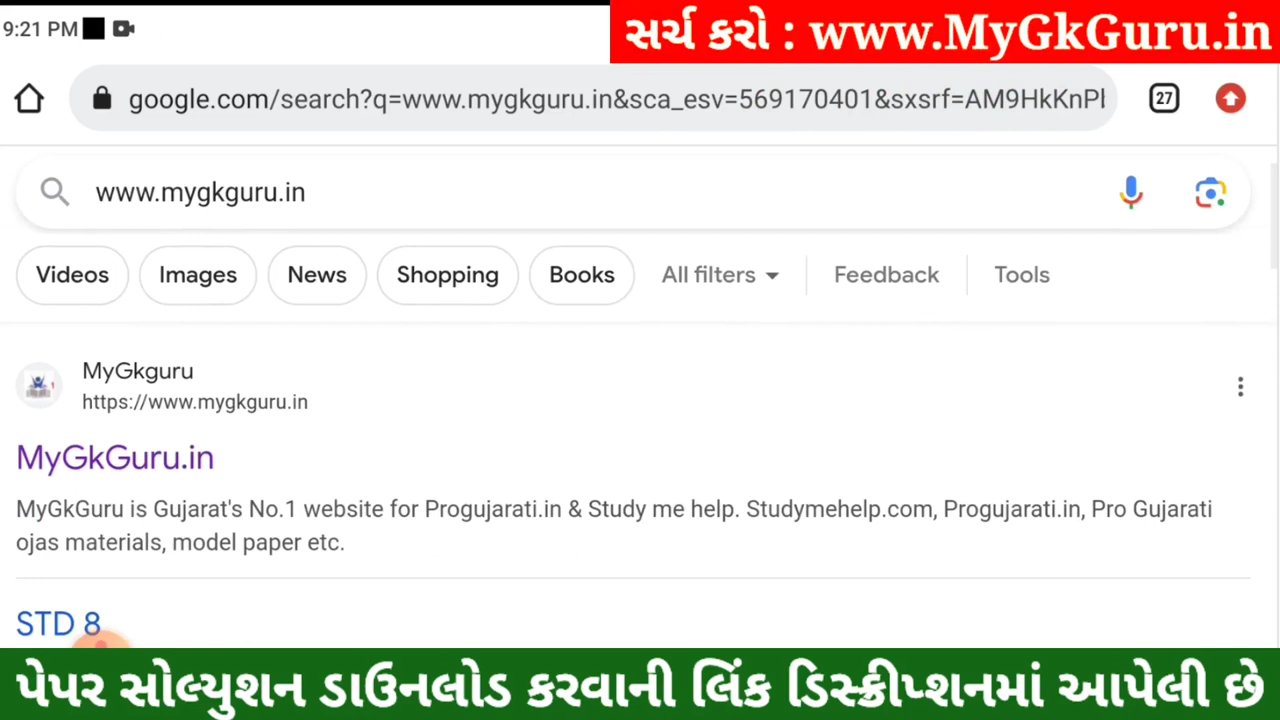 9:21 PM
સર્ચ કરો : www.MyGkGuru.in
google.com/search?q=www.mygkguru.in&sca_esv=569170401&sxsrf=AM9HkKnPl
27
www.mygkguru.in
Videos Images News Shopping Books All filters Feedback Tools
MyGkguru
https://www.mygkguru.in
MyGkGuru.in
MyGkGuru is Gujarat's No.1 website for Progujarati.in & Study me help. Studymehelp.com, Progujarati.in, Pro Gujarati
ojas materials, model paper etc.
STD 8
પેપર સોલ્યુશન ડાઉનલોડ કરવાની લિંક ડિસ્ક્રીપ્શનમાં આપેલી છે